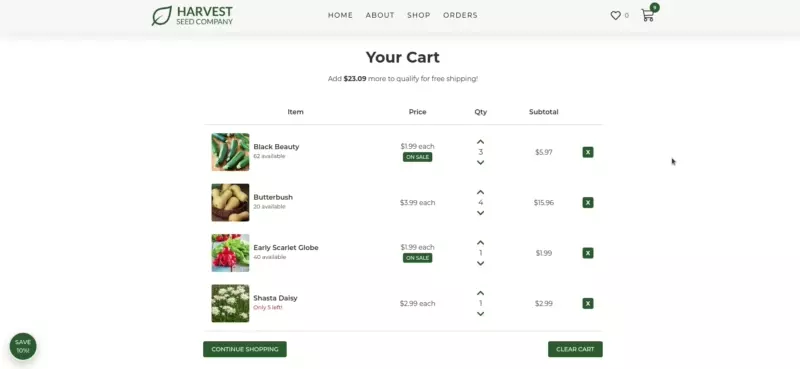 HARVEST
SEED COMPANY
HOME ABOUT SHOP ORDERS
0
9
Your Cart
Add $23.09 more to qualify for free shipping!
Item Price Qty Subtotal
Black Beauty
62 available
$1.99 each
ON SALE
3
$5.97
X
Butterbush
20 available
$3.99 each
4
$15.96
X
Early Scarlet Globe
40 available
$1.99 each
ON SALE
1
$1.99
X
Shasta Daisy
Only 5 left!
$2.99 each
1
$2.99
X
SAVE
10%!
CONTINUE SHOPPING
CLEAR CART